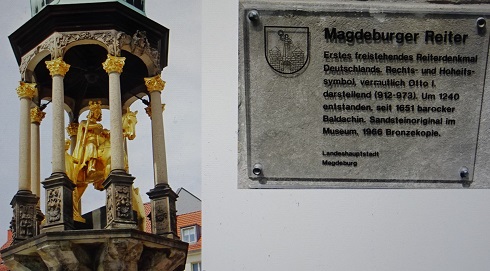 Magdeburger Reiter
Erstes freistehendes Reiterdenkmal
Deutschlands. Rechts- und Hoheits-
symbol, vermutlich Otto I.
darstellend (912-973). Um 1240
entstanden, seit 1651 barocker
Baldachin. Sandsteinoriginal im
Museum, 1966 Bronzekopie.
Landeshauptstadt
Magdeburg